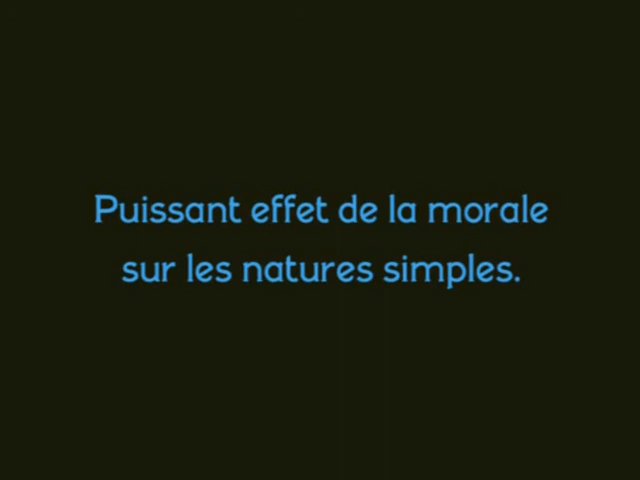 Puissant effet de la morale
sur les natures simples.